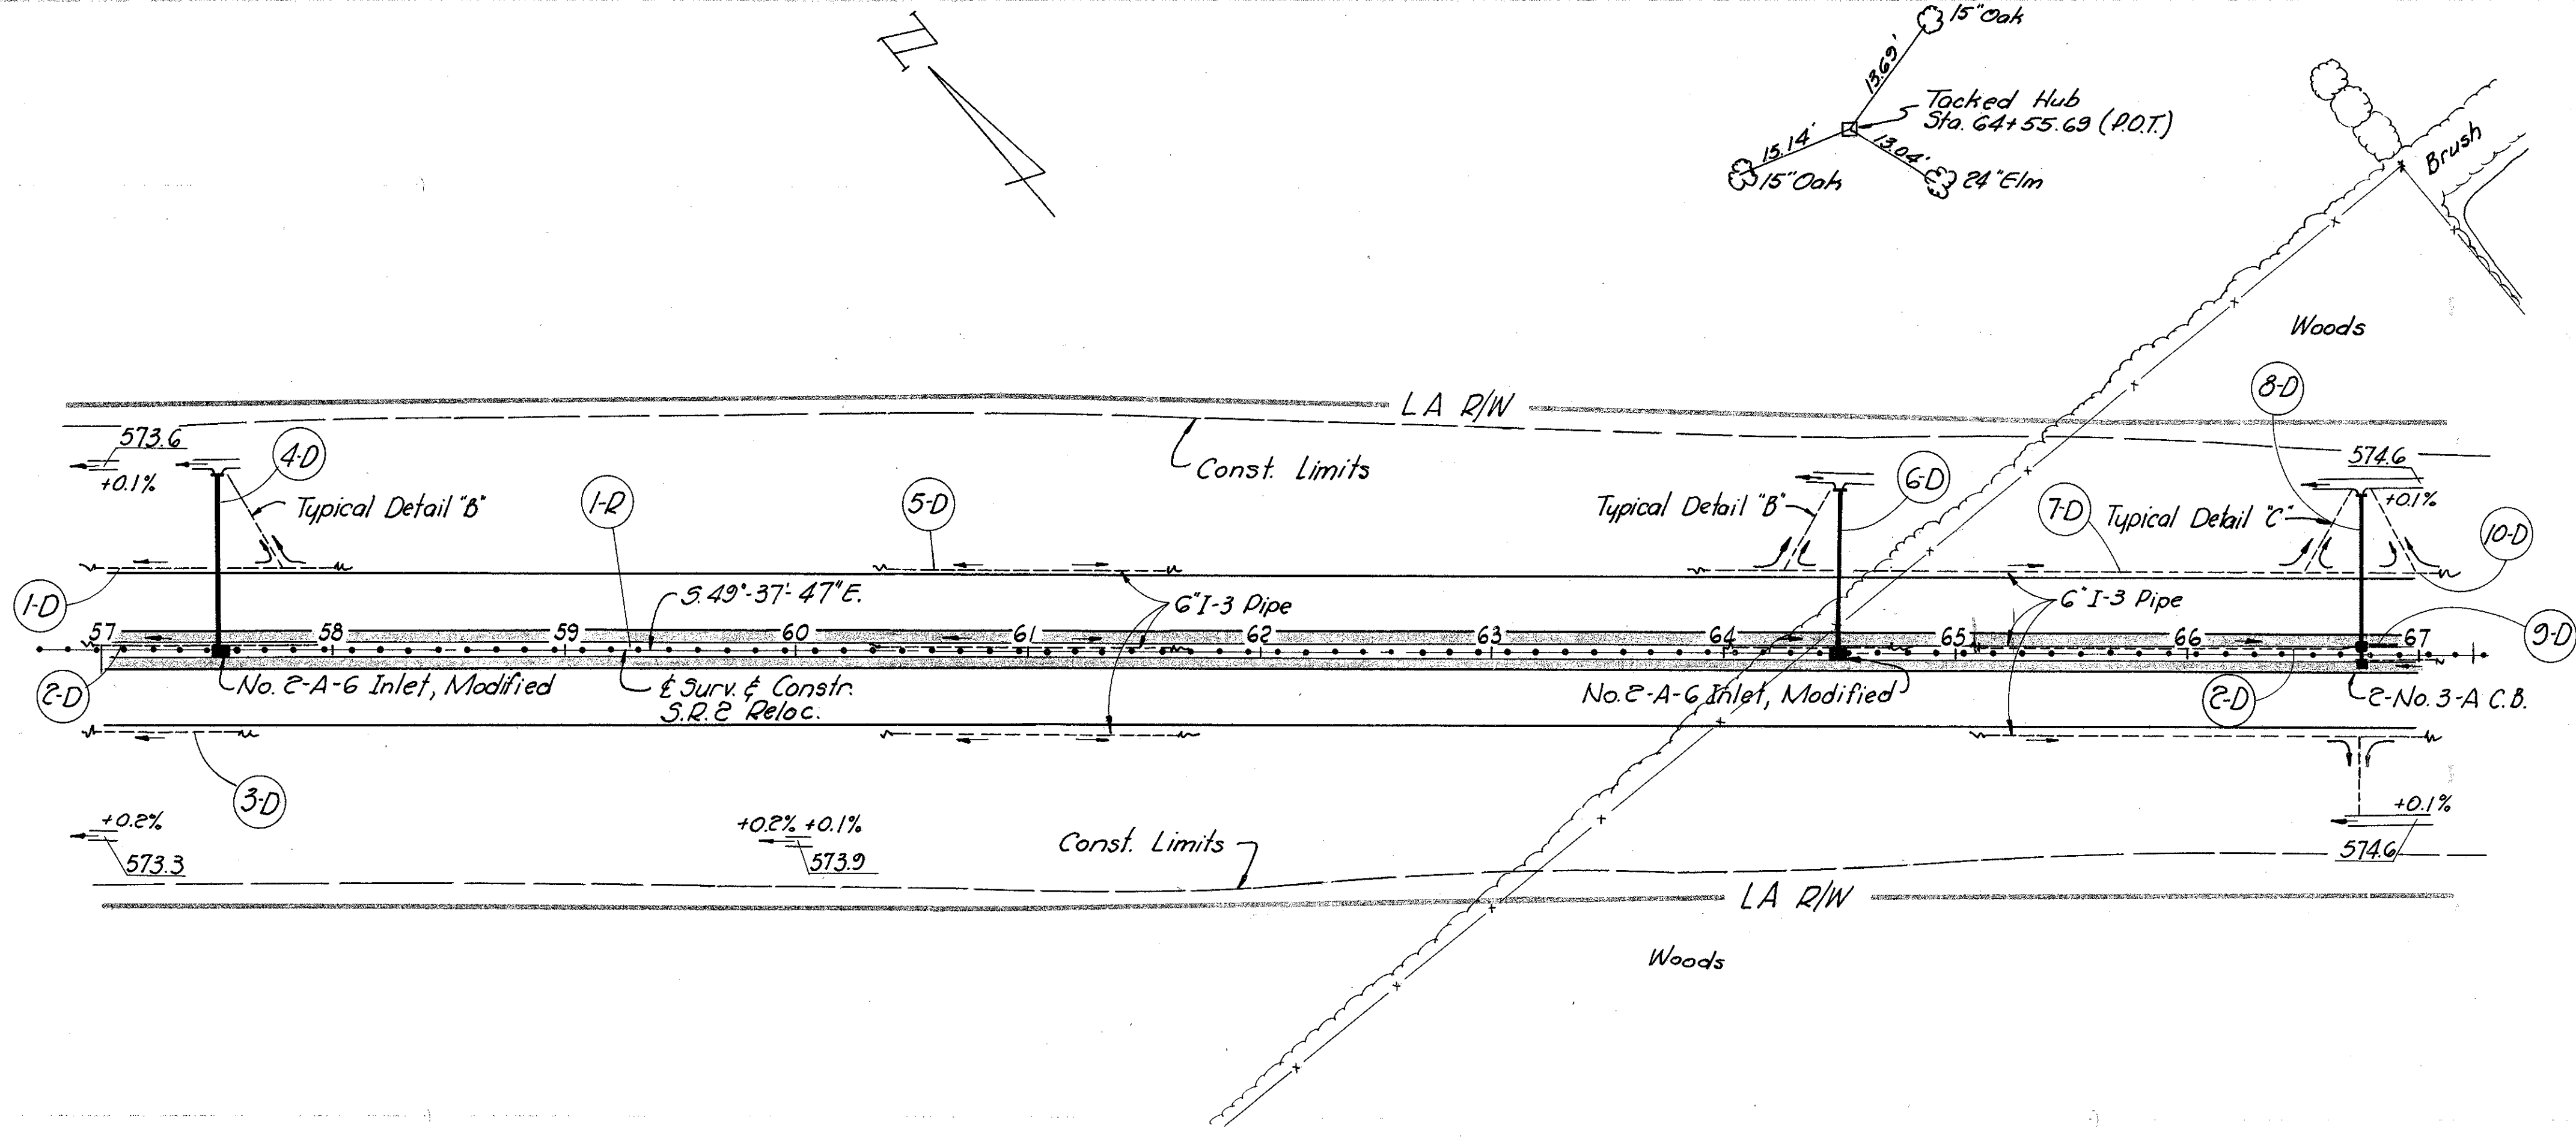 N
15" Oak
13.69'
Tacked Hub
Sta. 64+55.69 (P.O.T.)
15.14'
13.04'
15" Oak
24" Elm
Brush
Woods
8-D
LA R/W
573.6
+0.1%
4-D
Const. Limits
574.6
+0.1%
Typical Detail "B"
1-R
5-D
Typical Detail "B"
6-D
7-D
Typical Detail "C"
10-D
1-D
S. 49°-37'-47" E.
6" I-3 Pipe
6" I-3 Pipe
57 58 59 60 61 62 63 64 65 66 67
9-D
2-D
No. 2-A-6 Inlet, Modified
℄ Surv. & Constr.
S.R. 2 Reloc.
No. 2-A-6 Inlet, Modified
2-D
2-No. 3-A C.B.
3-D
+0.2%
573.3
+0.2% +0.1%
573.9
Const. Limits
+0.1%
574.6
LA R/W
Woods